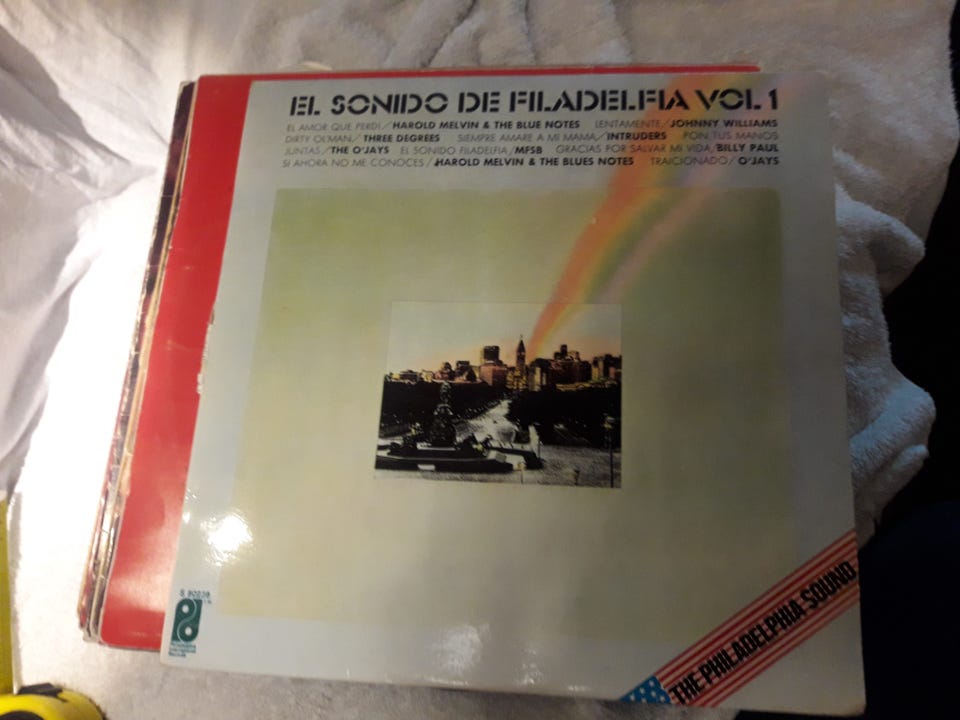 EL SONIDO DE FILADELFIA VOL 1
EL AMOR QUE PERDI/HAROLD MELVIN & THE BLUE NOTES LENTAMENTE/JOHNNY WILLIAMS
DIRTY OLMAN/THREE DEGREES SIEMPRE AMARE A MI MAMA/INTRUDERS PON TUS MANOS
JUNTAS/THE O'JAYS EL SONIDO FILADELFIA/MFSB GRACIAS POR SALVAR MI VIDA/BILLY PAUL
SI AHORA NO ME CONOCES/HAROLD MELVIN & THE BLUES NOTES TRAICIONADO/O'JAYS
THE PHILADELPHIA SOUND
Philadelphia
International
Records